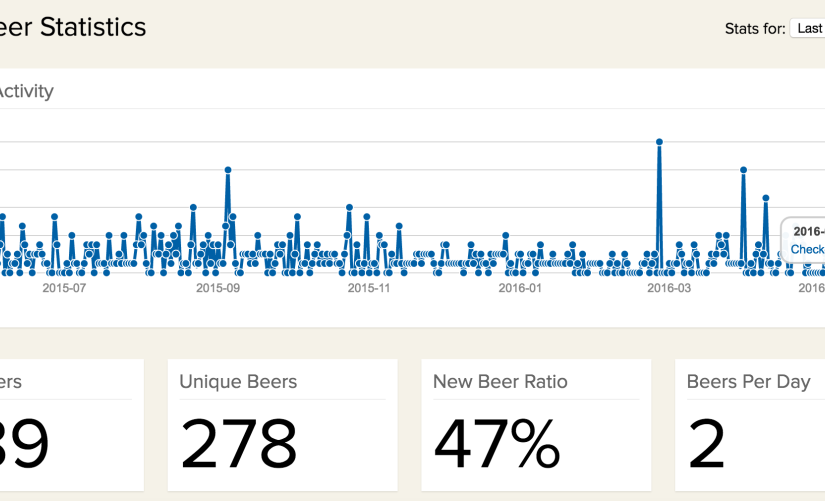 eer Statistics
Stats for: Last
Activity
2016-
Check
2015-07 2015-09 2015-11 2016-01 2016-03 2016
ers
Unique Beers
New Beer Ratio
Beers Per Day
39
278
47%
2